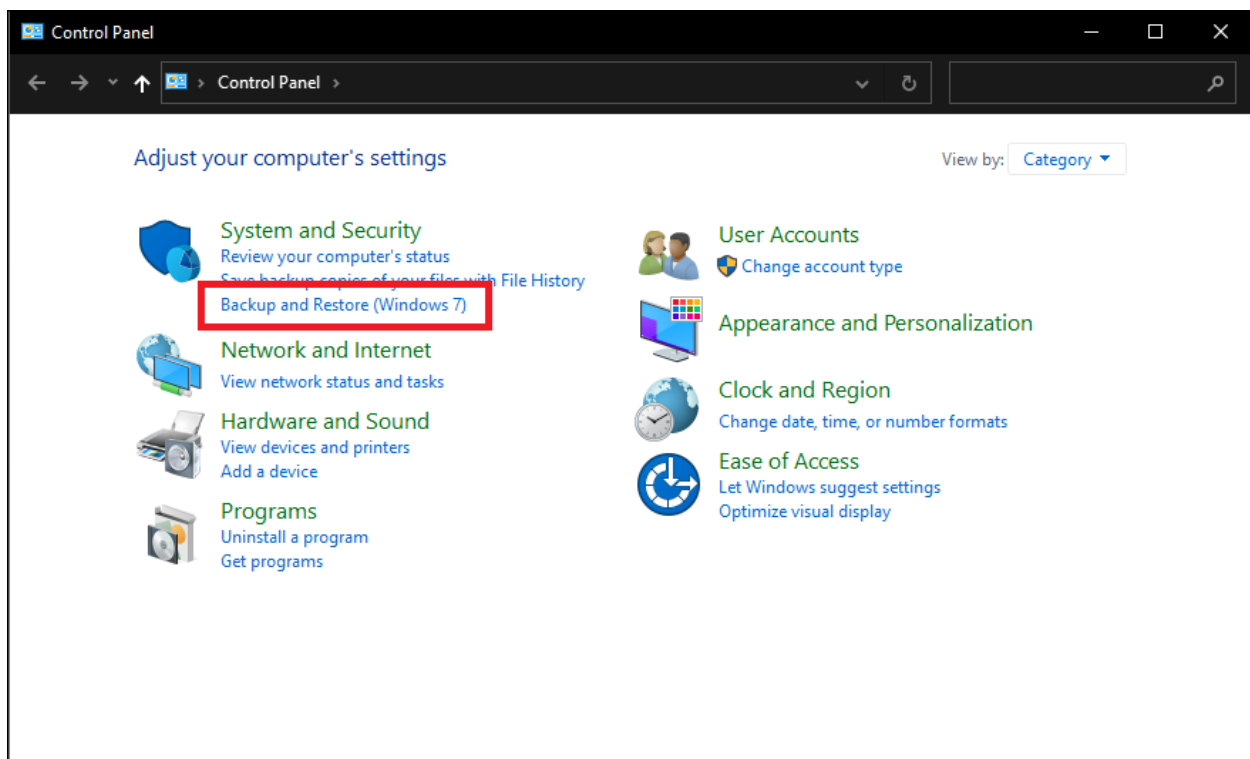 Control Panel
Control Panel
Adjust your computer's settings
View by: Category
System and Security
Review your computer's status
Save backup copies of your files with File History
Backup and Restore (Windows 7)
Network and Internet
View network status and tasks
Hardware and Sound
View devices and printers
Add a device
Programs
Uninstall a program
Get programs
User Accounts
Change account type
Appearance and Personalization
Clock and Region
Change date, time, or number formats
Ease of Access
Let Windows suggest settings
Optimize visual display